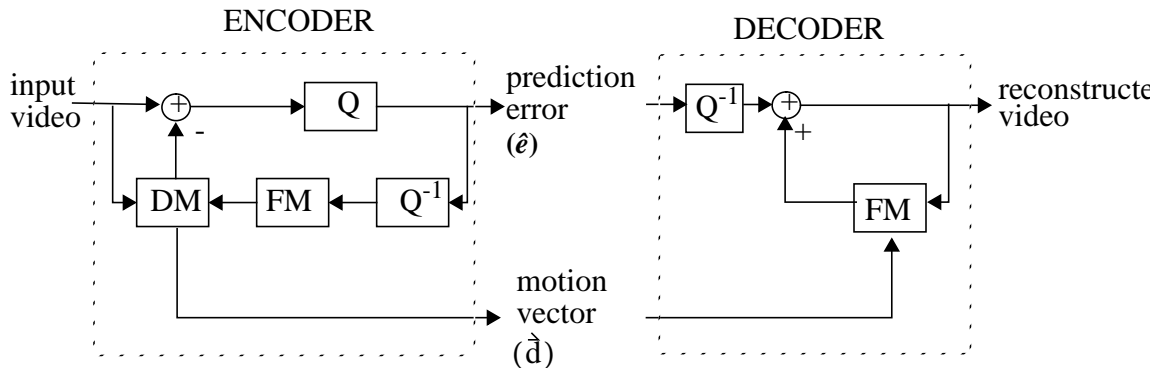 ENCODER
DECODER
input
video
+
-
Q
prediction
error
(ê)
Q-1
+
+
reconstructe
video
DM
FM
Q-1
FM
motion
vector
(d⃗)